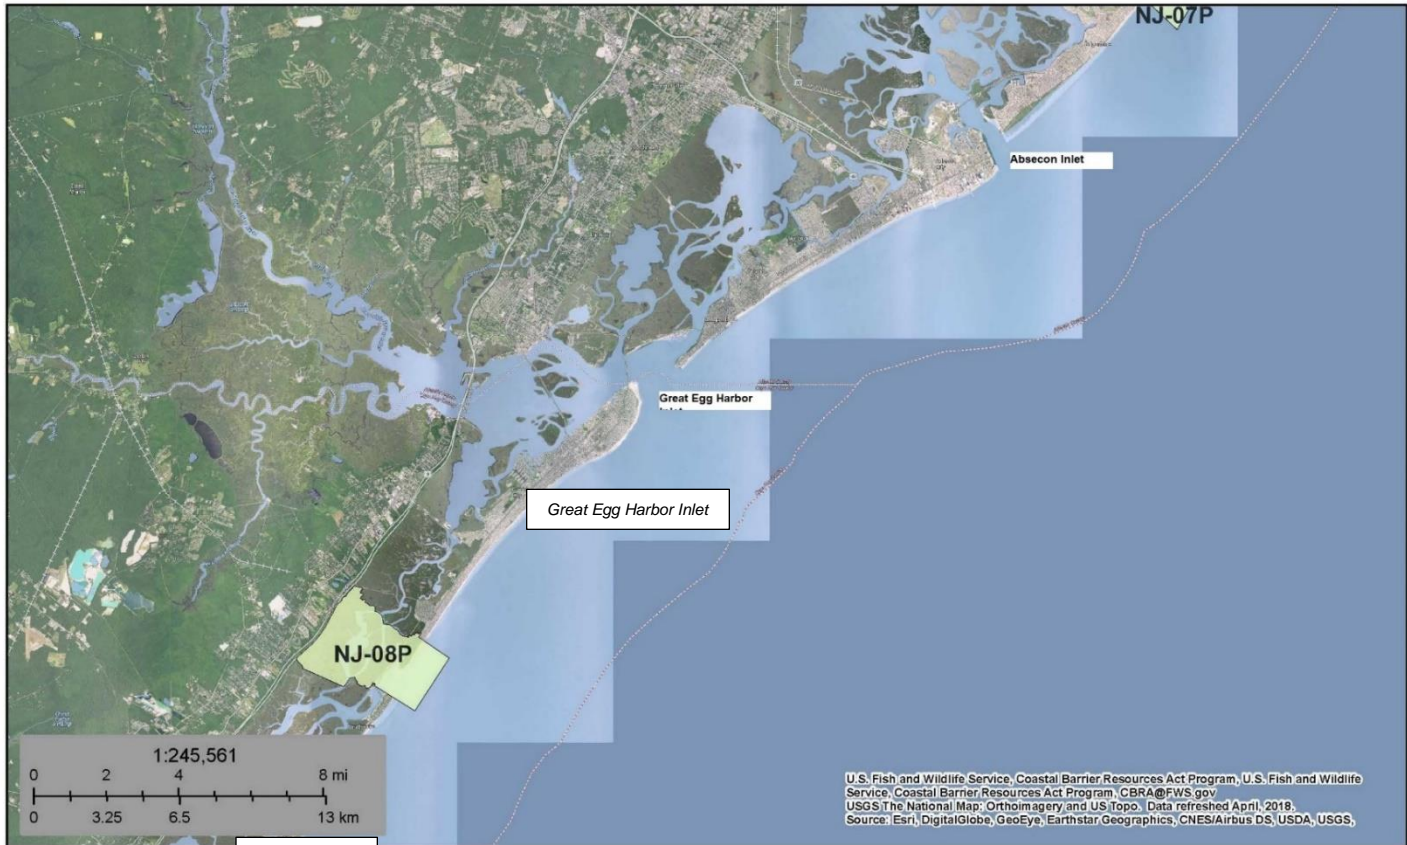 NJ-07P
Absecon Inlet
Great Egg Harbor
Great Egg Harbor Inlet
NJ-08P
1:245,561
0 2 4 8 mi
0 3.25 6.5 13 km
U.S. Fish and Wildlife Service, Coastal Barrier Resources Act Program, U.S. Fish and Wildlife
Service, Coastal Barrier Resources Act Program, CBRA@FWS.gov
USGS The National Map: Orthoimagery and US Topo. Data refreshed April, 2018.
Source: Esri, DigitalGlobe, GeoEye, Earthstar Geographics, CNES/Airbus DS, USDA, USGS,